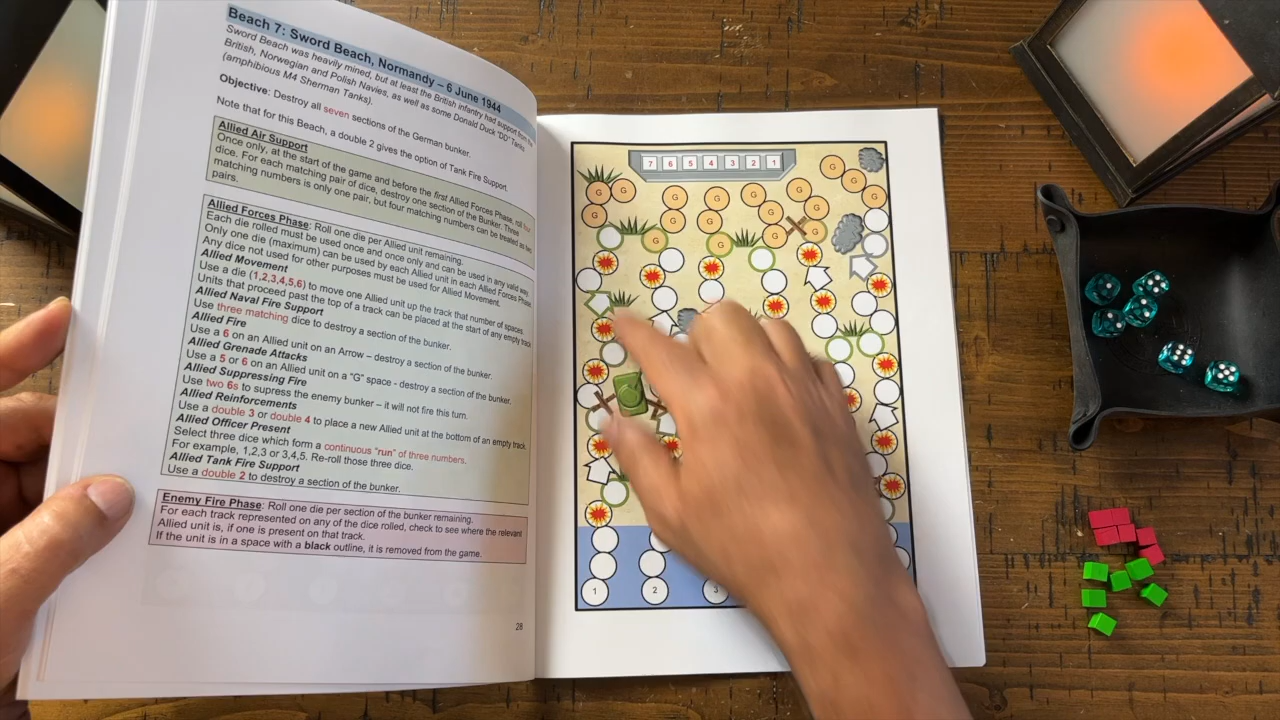 Beach 7: Sword Beach, Normandy – 6 June 1944
Sword Beach was heavily mined, but at least the British infantry had support from the
British, Norwegian and Polish Navies, as well as some Donald Duck "DD" Tanks
(amphibious M4 Sherman Tanks).
Objective: Destroy all seven sections of the German bunker.
Note that for this Beach, a double 2 gives the option of Tank Fire Support.
Allied Air Support
Once only, at the start of the game and before the first Allied Forces Phase, roll four
dice. For each matching pair of dice, destroy one section of the Bunker. Three
matching numbers is only one pair, but four matching numbers can be treated as two
pairs.
Allied Forces Phase: Roll one die per Allied unit remaining.
Each die rolled must be used once and once only and can be used in any valid way.
Only one die (maximum) can be used by each Allied Unit in each Allied Forces Phase.
Any dice not used for other purposes must be used for Allied Movement.
Allied Movement
Use a die (1,2,3,4,5,6) to move one Allied unit up the track that number of spaces.
Units that proceed past the top of a track can be placed at the start of any empty track
Allied Naval Fire Support
Use three matching dice to destroy a section of the bunker.
Allied Fire
Use a 6 on an Allied unit on an Arrow – destroy a section of the bunker.
Allied Grenade Attacks
Use a 5 or 6 on an Allied unit on a "G" space - destroy a section of the bunker.
Allied Suppressing Fire
Use two 6s to supress the enemy bunker – it will not fire this turn.
Allied Reinforcements
Use a double 3 or double 4 to place a new Allied unit at the bottom of an empty track.
Allied Officer Present
Select three dice which form a continuous "run" of three numbers.
For example, 1,2,3 or 3,4,5. Re-roll those three dice.
Allied Tank Fire Support
Use a double 2 to destroy a section of the bunker.
Enemy Fire Phase: Roll one die per section of the bunker remaining.
For each track represented on any of the dice rolled, check to see where the relevant
Allied unit is, if one is present on that track.
If the unit is in a space with a black outline, it is removed from the game.
28
7 6 5 4 3 2 1
G
G
G G G G G G
G G G G G
G G G G
1 2 3